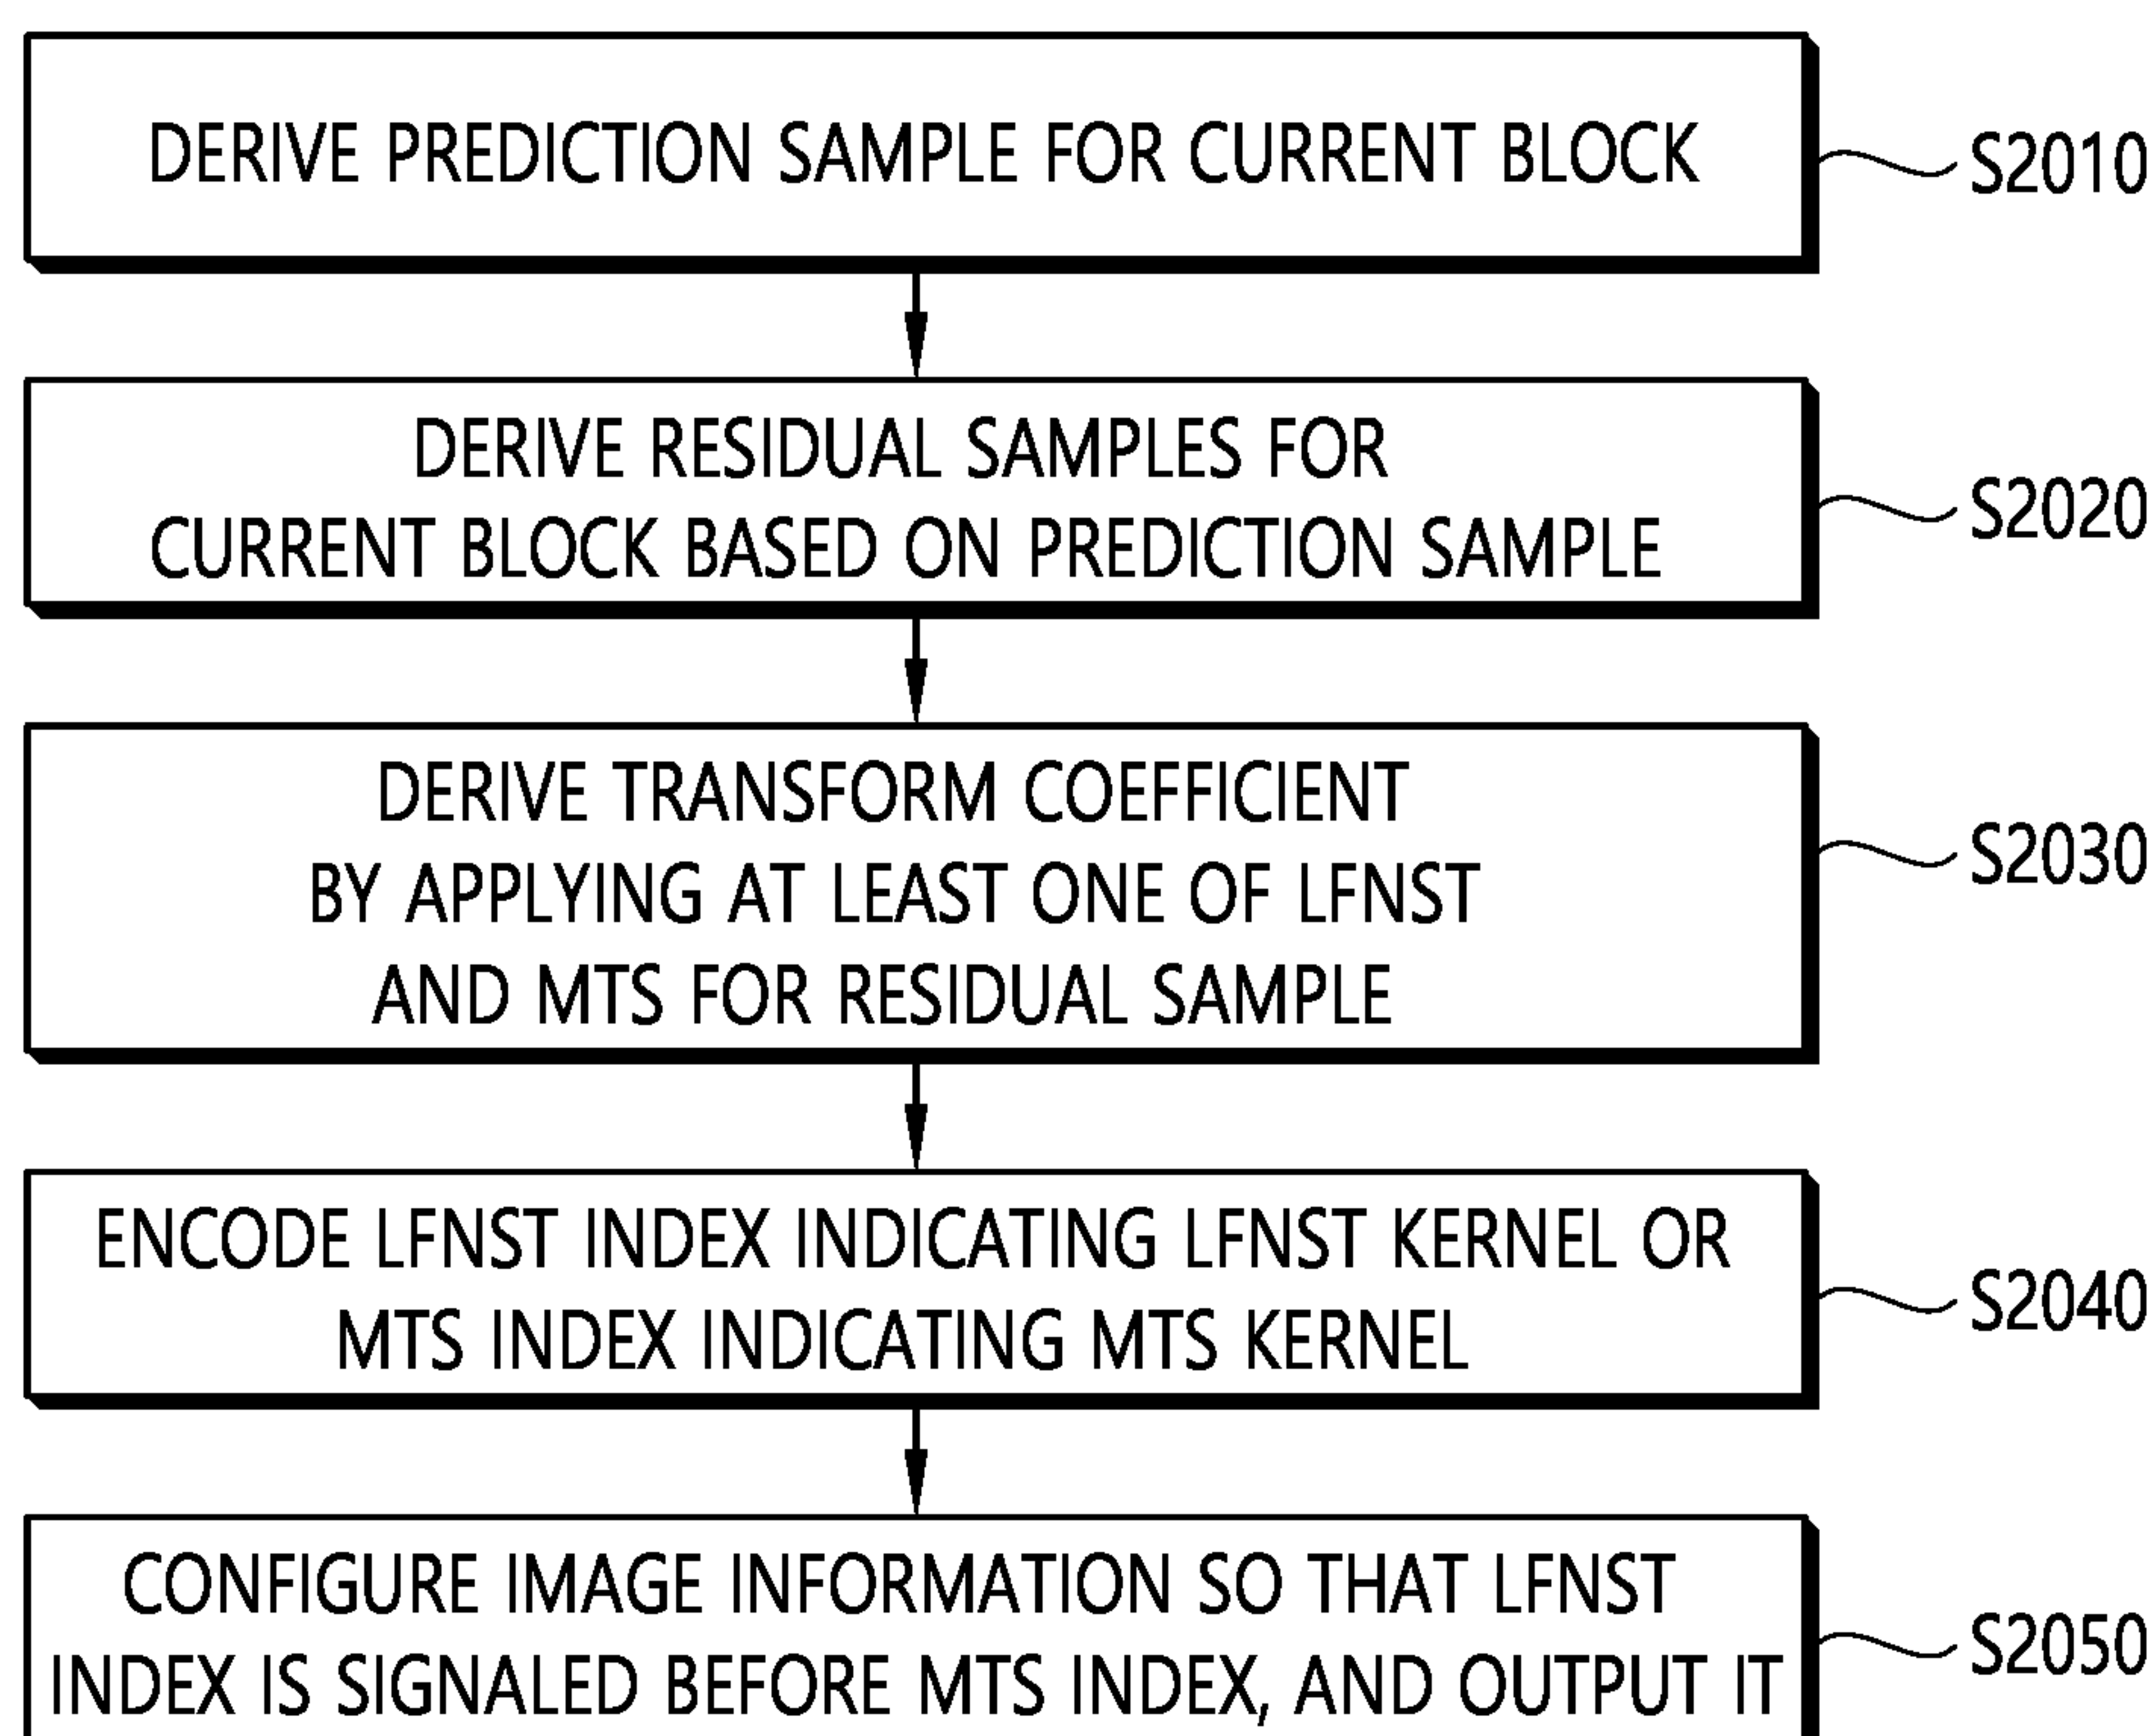 DERIVE PREDICTION SAMPLE FOR CURRENT BLOCK
S2010
DERIVE RESIDUAL SAMPLES FOR
CURRENT BLOCK BASED ON PREDICTION SAMPLE
S2020
DERIVE TRANSFORM COEFFICIENT
BY APPLYING AT LEAST ONE OF LFNST
AND MTS FOR RESIDUAL SAMPLE
S2030
ENCODE LFNST INDEX INDICATING LFNST KERNEL OR
MTS INDEX INDICATING MTS KERNEL
S2040
CONFIGURE IMAGE INFORMATION SO THAT LFNST
INDEX IS SIGNALED BEFORE MTS INDEX, AND OUTPUT IT
S2050